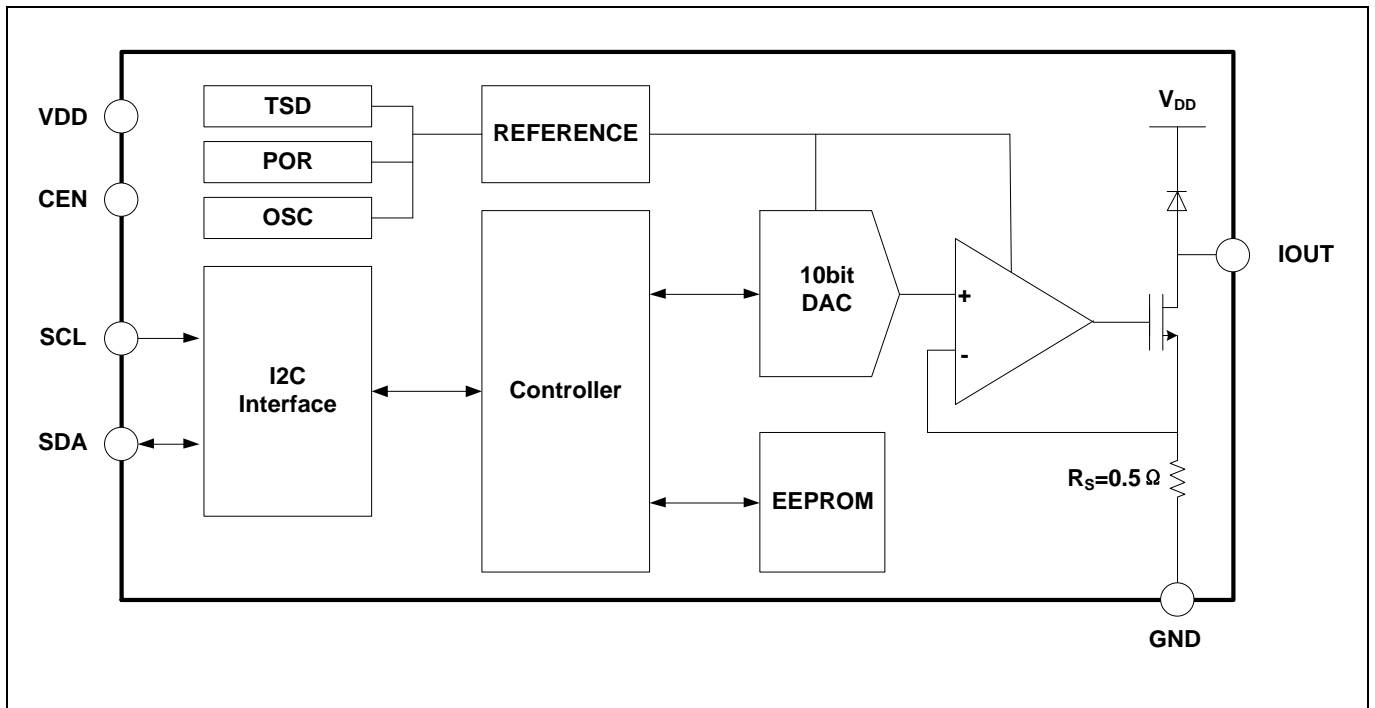 VDD
CEN
SCL
SDA
TSD
POR
OSC
I2C
Interface
REFERENCE
Controller
10bit
DAC
EEPROM
+
-
VDD
IOUT
RS=0.5 Ω
GND